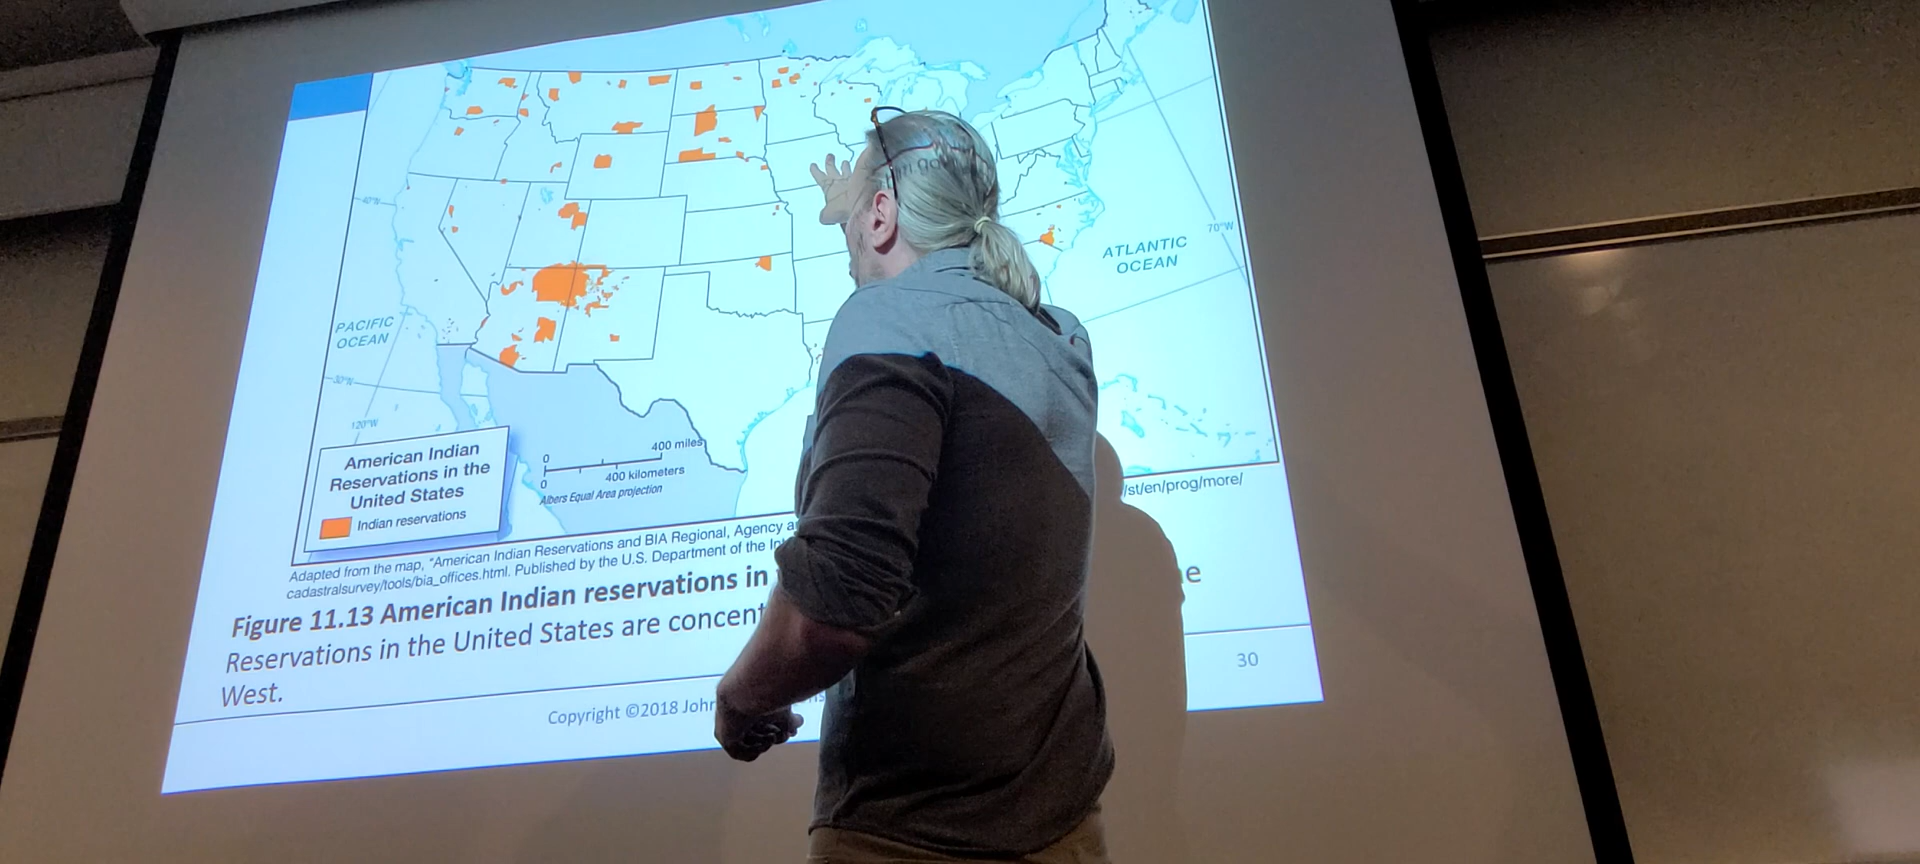 40°N
70°W
ATLANTIC
OCEAN
PACIFIC
OCEAN
30°N
120°W
American Indian
Reservations in the
United States
Indian reservations
0
400 miles
0
400 kilometers
Albers Equal Area projection
/st/en/prog/more/
Adapted from the map, "American Indian Reservations and BIA Regional, Agency
cadastralsurvey/tools/bia_offices.html. Published by the U.S. Department of the
Figure 11.13 American Indian reservations in
Reservations in the United States are
West.
30
Copyright ©2018 John